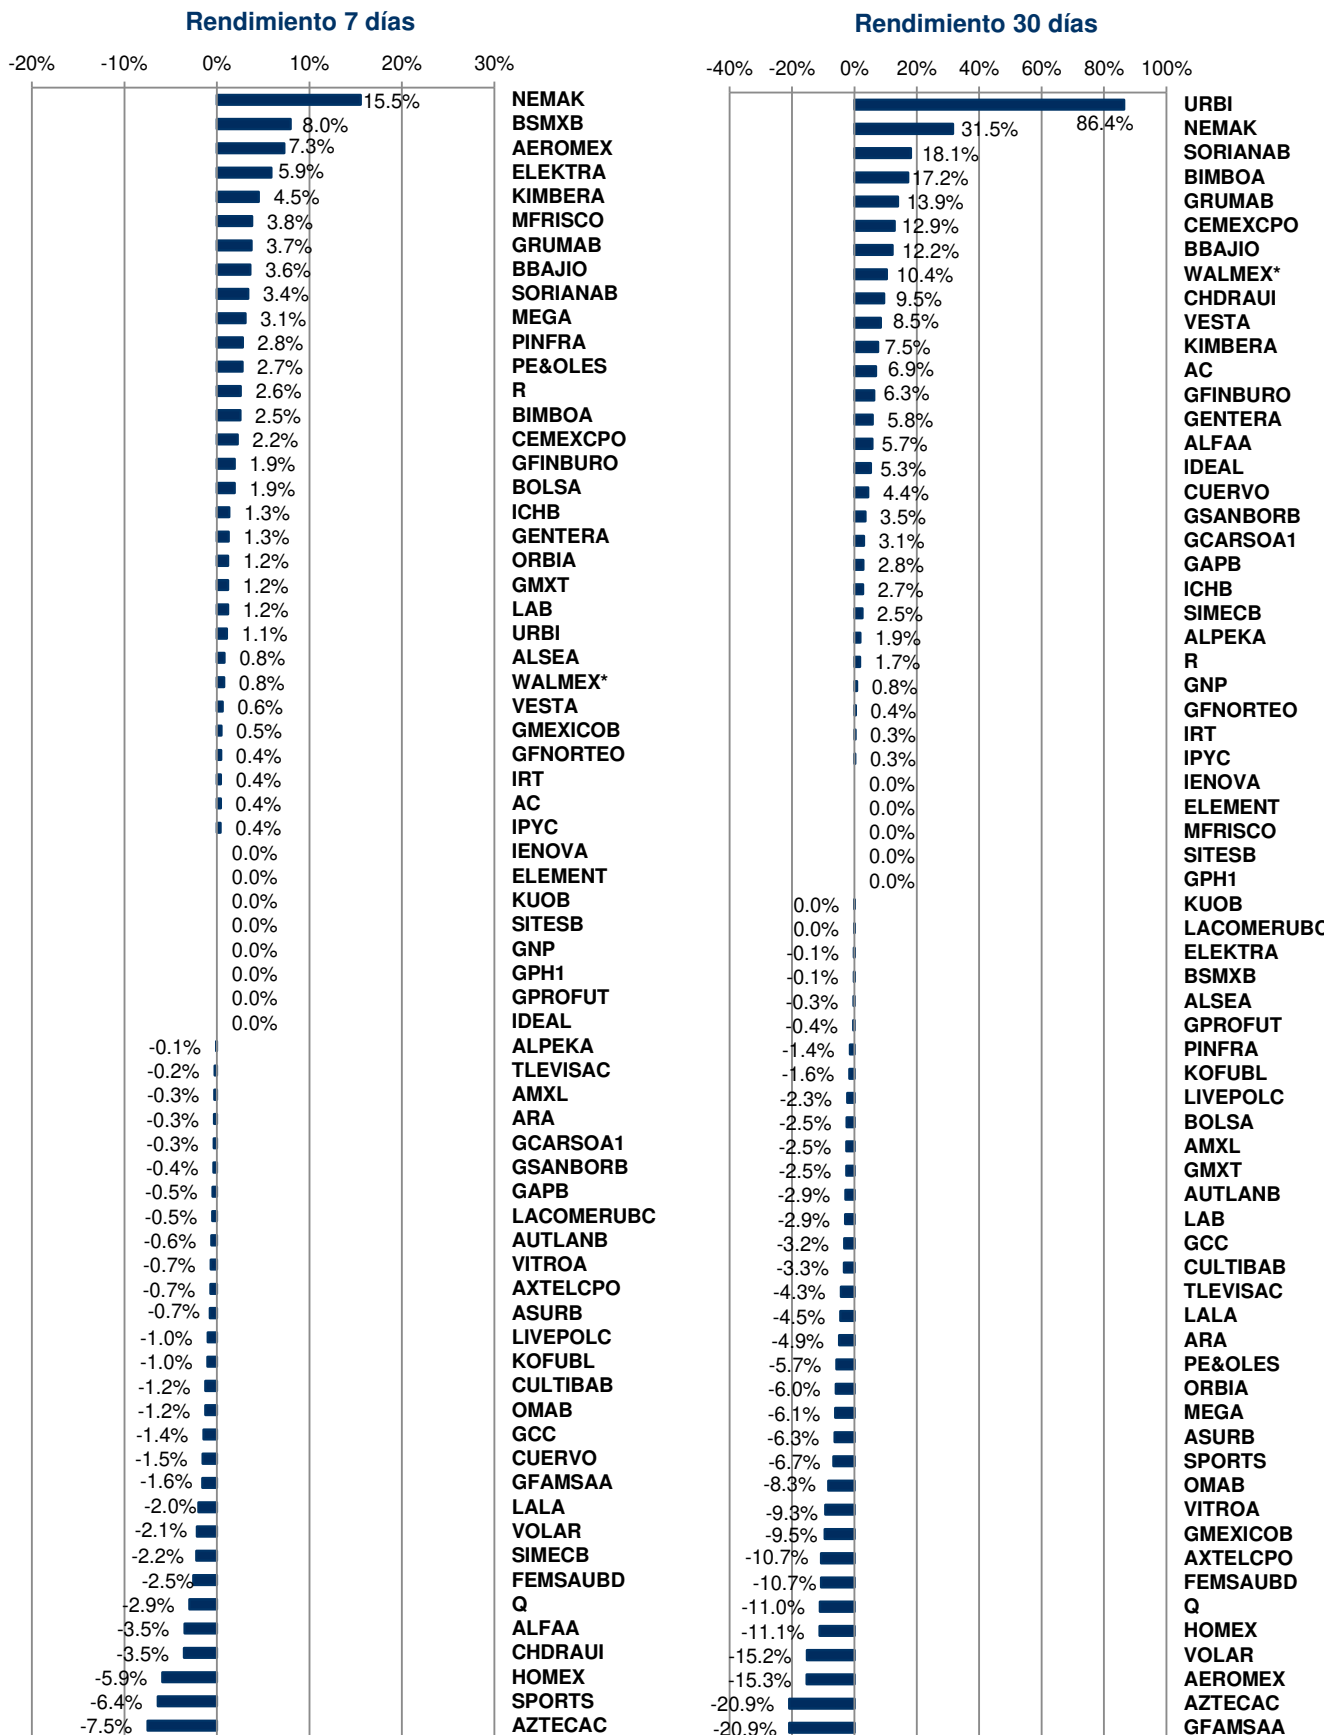 Rendimiento 7 días
-20% -10% 0% 10% 20% 30%
15.5% NEMAK
8.0% BSMXB
7.3% AEROMEX
5.9% ELEKTRA
4.5% KIMBERA
3.8% MFRISCO
3.7% GRUMAB
3.6% BBAJIO
3.4% SORIANAB
3.1% MEGA
2.8% PINFRA
2.7% PE&OLES
2.6% R
2.5% BIMBOA
2.2% CEMEXCPO
1.9% GFINBURO
1.9% BOLSA
1.3% ICHB
1.3% GENTERA
1.2% ORBIA
1.2% GMXT
1.2% LAB
1.1% URBI
0.8% ALSEA
0.8% WALMEX*
0.6% VESTA
0.5% GMEXICOB
0.4% GFNORTEO
0.4% IRT
0.4% AC
0.4% IPYC
0.0% IENOVA
0.0% ELEMENT
0.0% KUOB
0.0% SITESB
0.0% GNP
0.0% GPH1
0.0% GPROFUT
0.0% IDEAL
-0.1% ALPEKA
-0.2% TLEVISAC
-0.3% AMXL
-0.3% ARA
-0.3% GCARSOA1
-0.4% GSANBORB
-0.5% GAPB
-0.5% LACOMERUBC
-0.6% AUTLANB
-0.7% VITROA
-0.7% AXTELCPO
-0.7% ASURB
-1.0% LIVEPOLC
-1.0% KOFUBL
-1.2% CULTIBAB
-1.2% OMAB
-1.4% GCC
-1.5% CUERVO
-1.6% GFAMSAA
-2.0% LALA
-2.1% VOLAR
-2.2% SIMECB
-2.5% FEMSAUBD
-2.9% Q
-3.5% ALFAA
-3.5% CHDRAUI
-5.9% HOMEX
-6.4% SPORTS
-7.5% AZTECAC
Rendimiento 30 días
-40% -20% 0% 20% 40% 60% 80% 100%
86.4% URBI
31.5% NEMAK
18.1% SORIANAB
17.2% BIMBOA
13.9% GRUMAB
12.9% CEMEXCPO
12.2% BBAJIO
10.4% WALMEX*
9.5% CHDRAUI
8.5% VESTA
7.5% KIMBERA
6.9% AC
6.3% GFINBURO
5.8% GENTERA
5.7% ALFAA
5.3% IDEAL
4.4% CUERVO
3.5% GSANBORB
3.1% GCARSOA1
2.8% GAPB
2.7% ICHB
2.5% SIMECB
1.9% ALPEKA
1.7% R
0.8% GNP
0.4% GFNORTEO
0.3% IRT
0.3% IPYC
0.0% IENOVA
0.0% ELEMENT
0.0% MFRISCO
0.0% SITESB
0.0% GPH1
0.0% KUOB
0.0% LACOMERUBC
-0.1% ELEKTRA
-0.1% BSMXB
-0.3% ALSEA
-0.4% GPROFUT
-1.4% PINFRA
-1.6% KOFUBL
-2.3% LIVEPOLC
-2.5% BOLSA
-2.5% AMXL
-2.5% GMXT
-2.9% AUTLANB
-2.9% LAB
-3.2% GCC
-3.3% CULTIBAB
-4.3% TLEVISAC
-4.5% LALA
-4.9% ARA
-5.7% PE&OLES
-6.0% ORBIA
-6.1% MEGA
-6.3% ASURB
-6.7% SPORTS
-8.3% OMAB
-9.3% VITROA
-9.5% GMEXICOB
-10.7% AXTELCPO
-10.7% FEMSAUBD
-11.0% Q
-11.1% HOMEX
-15.2% VOLAR
-15.3% AEROMEX
-20.9% AZTECAC
-20.9% GFAMSAA